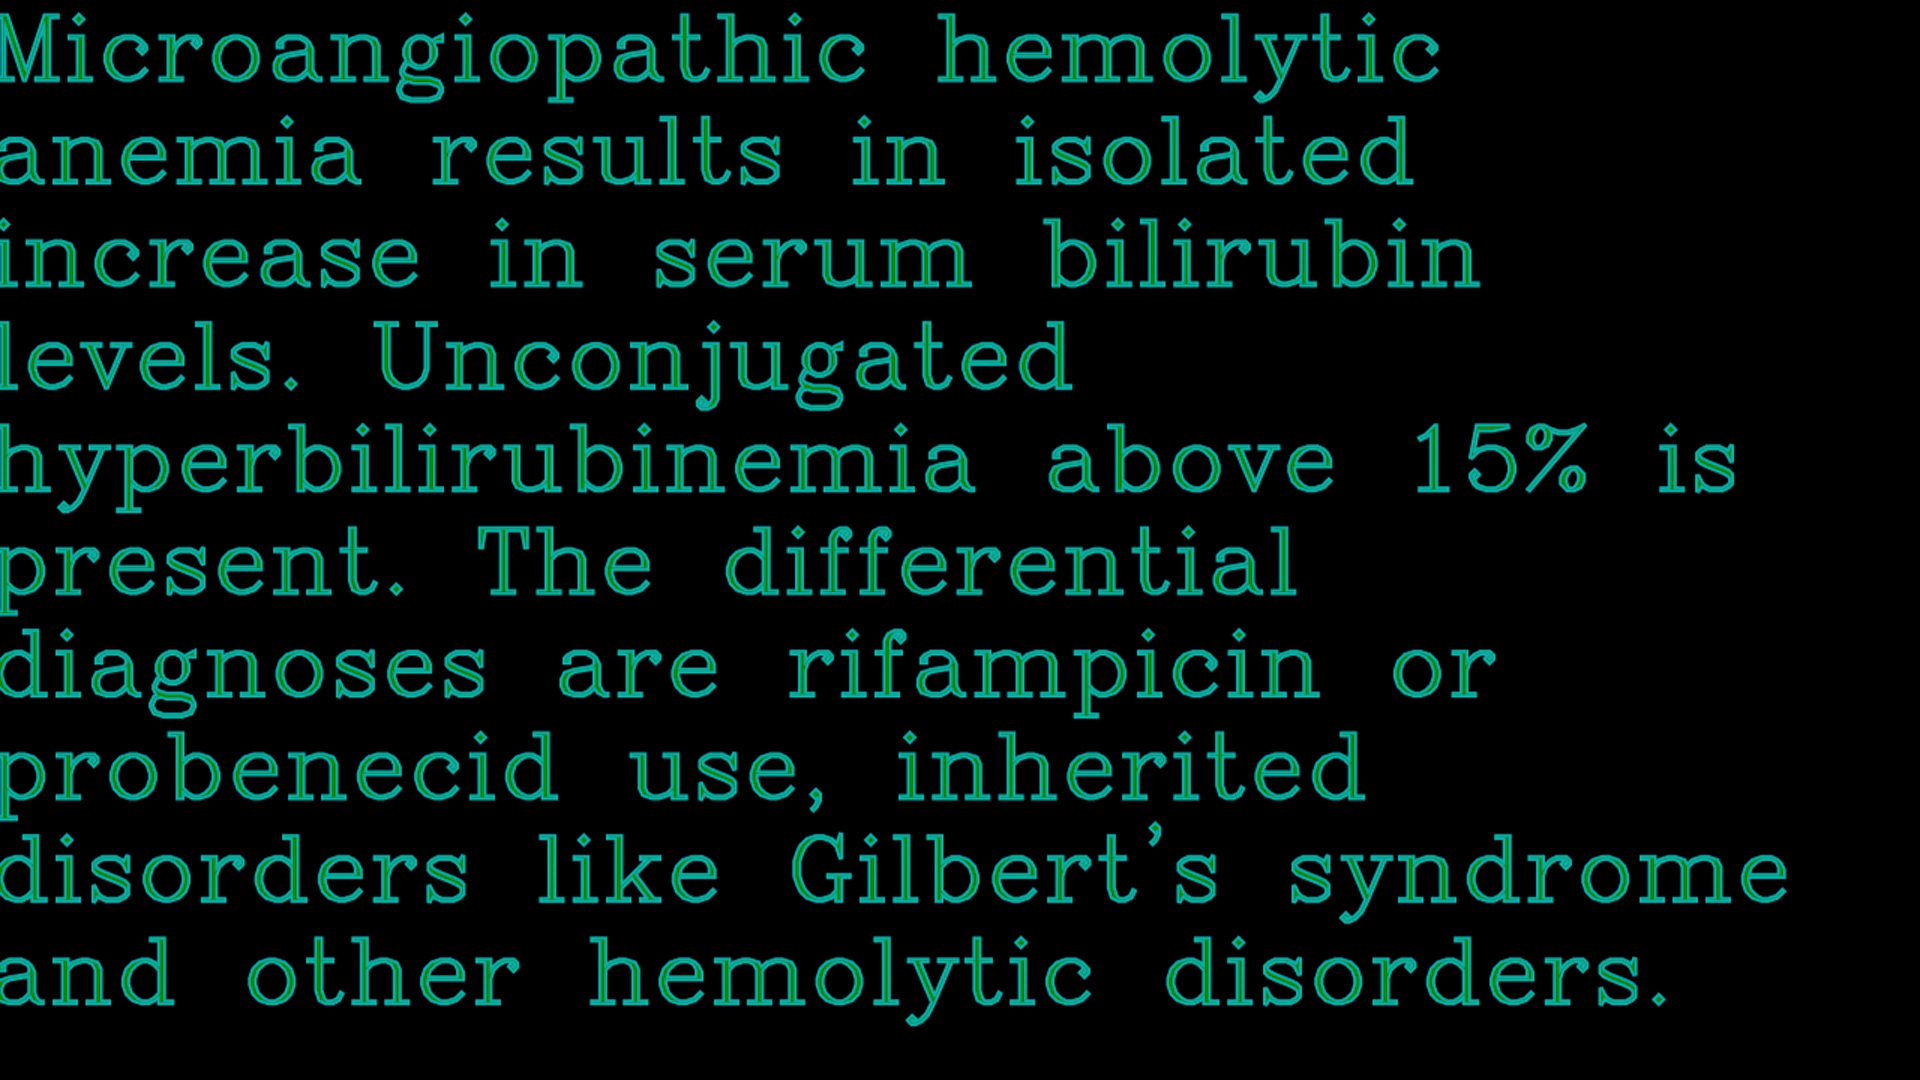 Microangiopathic hemolytic
anemia results in isolated
increase in serum bilirubin
levels. Unconjugated
hyperbilirubinemia above 15% is
present. The differential
diagnoses are rifampicin or
probenecid use, inherited
disorders like Gilbert's syndrome
and other hemolytic disorders.